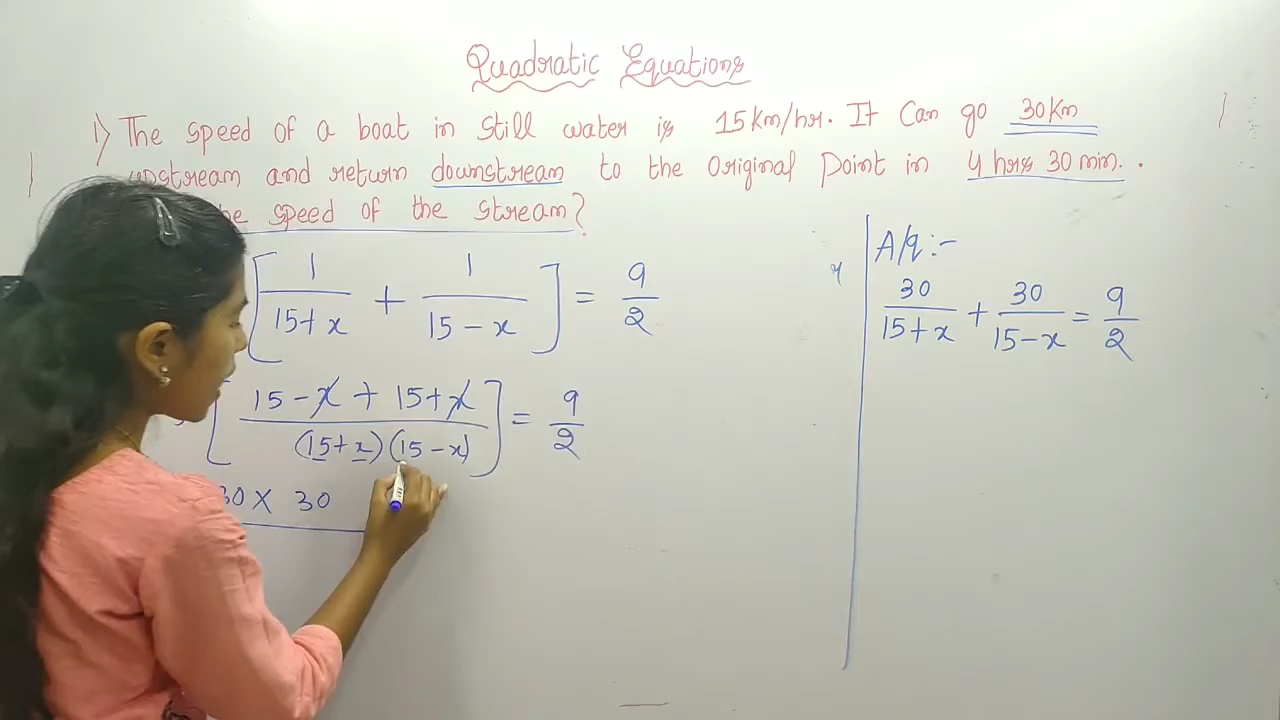 Quadratic Equations
1) The speed of a boat in still water is 15km/hr. It Can go 30Km
upstream and return downstream to the original point in 4 hrs 30 min.
the speed of the stream?
[ 1/(15+x) + 1/(15-x) ] = 9/2
[ (15-x + 15+x)/((15+x)(15-x)) ] = 9/2
30 × 30
A/q:-
30/(15+x) + 30/(15-x) = 9/2